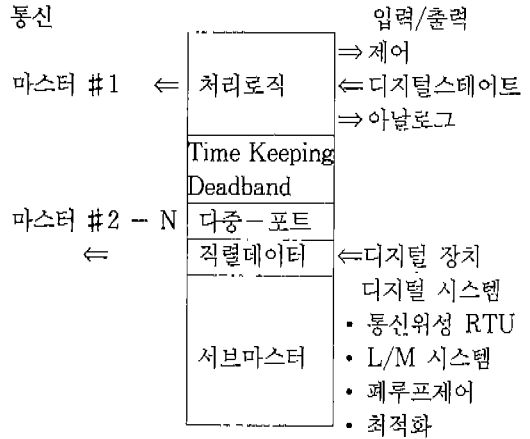 통신 입력/출력
⇒제어
마스터 #1 ⇐ 처리로직 ⇐디지털스테이트
⇒아날로그
Time Keeping
Deadband
마스터 #2 - N 다중-포트
⇐ 직렬데이터 ⇐디지털 장치
디지털 시스템
• 통신위성 RTU
서브마스터 • L/M 시스템
• 폐루프제어
• 최적화